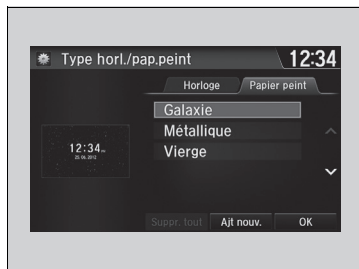 Type horl./pap.peint 12:34
Horloge Papier peint
Galaxie
Métallique
Vierge
12:34
Suppr. tout Ajt nouv. OK